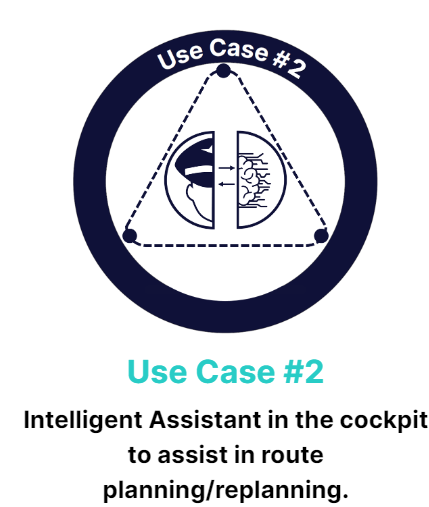 Use Case #2
Use Case #2
Intelligent Assistant in the cockpit
to assist in route
planning/replanning.